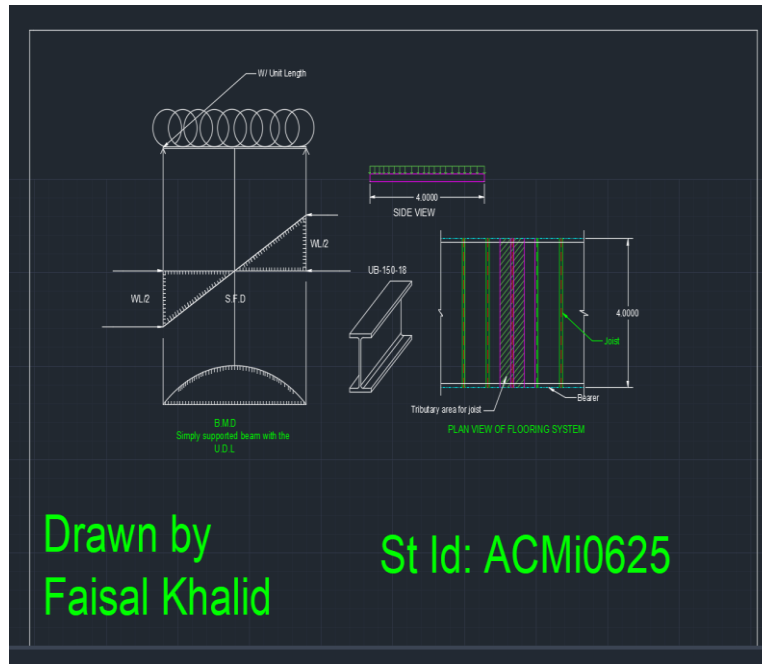 W/ Unit Length
4.0000
SIDE VIEW
WL/2
UB-150-18
WL/2
S.F.D
4.0000
Joist
Bearer
Tributary area for joist
B.M.D
Simply supported beam with the
U.D.L
PLAN VIEW OF FLOORING SYSTEM
Drawn by
Faisal Khalid
St Id: ACMi0625